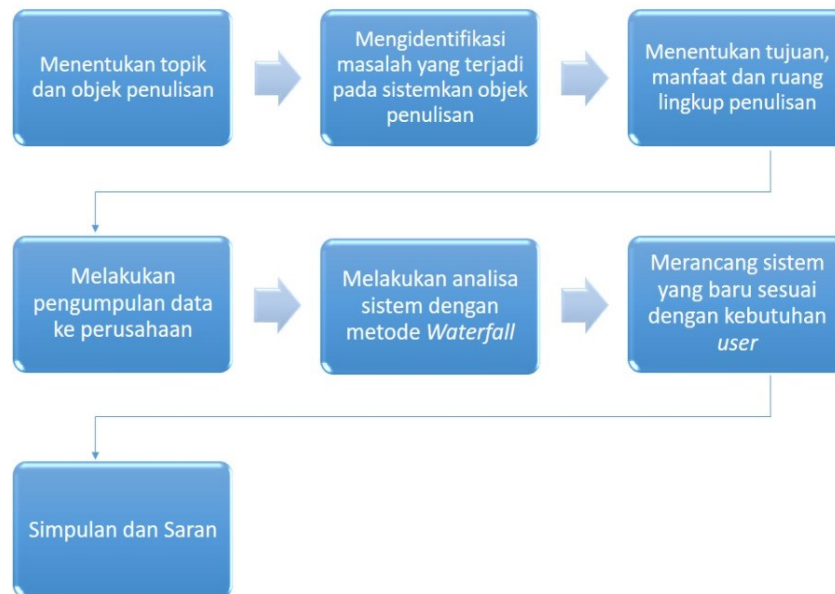 Menentukan topik
dan objek penulisan
Mengidentifikasi
masalah yang terjadi
pada sistemkan objek
penulisan
Menentukan tujuan,
manfaat dan ruang
lingkup penulisan
Melakukan
pengumpulan data
ke perusahaan
Melakukan analisa
sistem dengan
metode Waterfall
Merancang sistem
yang baru sesuai
dengan kebutuhan
user
Simpulan dan Saran